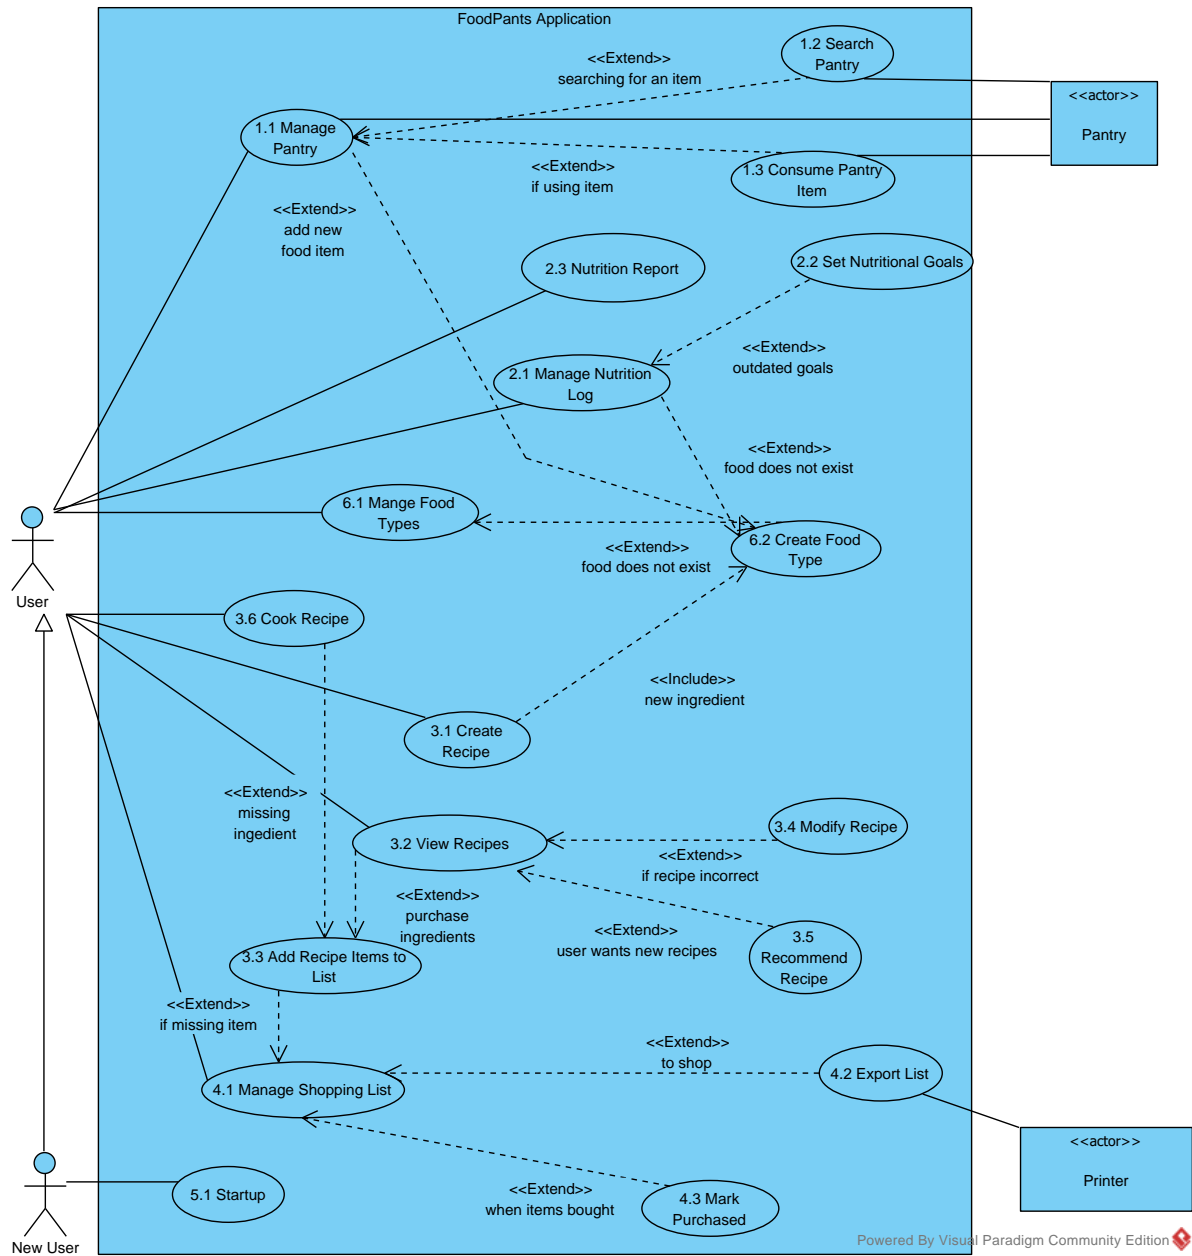 FoodPants Application
1.2 Search
Pantry
<<Extend>>
searching for an item
<<actor>>
Pantry
1.1 Manage
Pantry
<<Extend>>
if using item
1.3 Consume Pantry
Item
<<Extend>>
add new
food item
2.3 Nutrition Report
2.2 Set Nutritional Goals
<<Extend>>
outdated goals
2.1 Manage Nutrition
Log
<<Extend>>
food does not exist
6.1 Mange Food
Types
6.2 Create Food
Type
<<Extend>>
food does not exist
User
3.6 Cook Recipe
<<Include>>
new ingredient
3.1 Create
Recipe
<<Extend>>
missing
ingedient
3.2 View Recipes
3.4 Modify Recipe
<<Extend>>
if recipe incorrect
<<Extend>>
purchase
ingredients
<<Extend>>
user wants new recipes
3.5
Recommend
Recipe
3.3 Add Recipe Items to
List
<<Extend>>
if missing item
<<Extend>>
to shop
4.1 Manage Shopping List
4.2 Export List
<<actor>>
Printer
5.1 Startup
<<Extend>>
when items bought
4.3 Mark
Purchased
New User
Powered By Visual Paradigm Community Edition